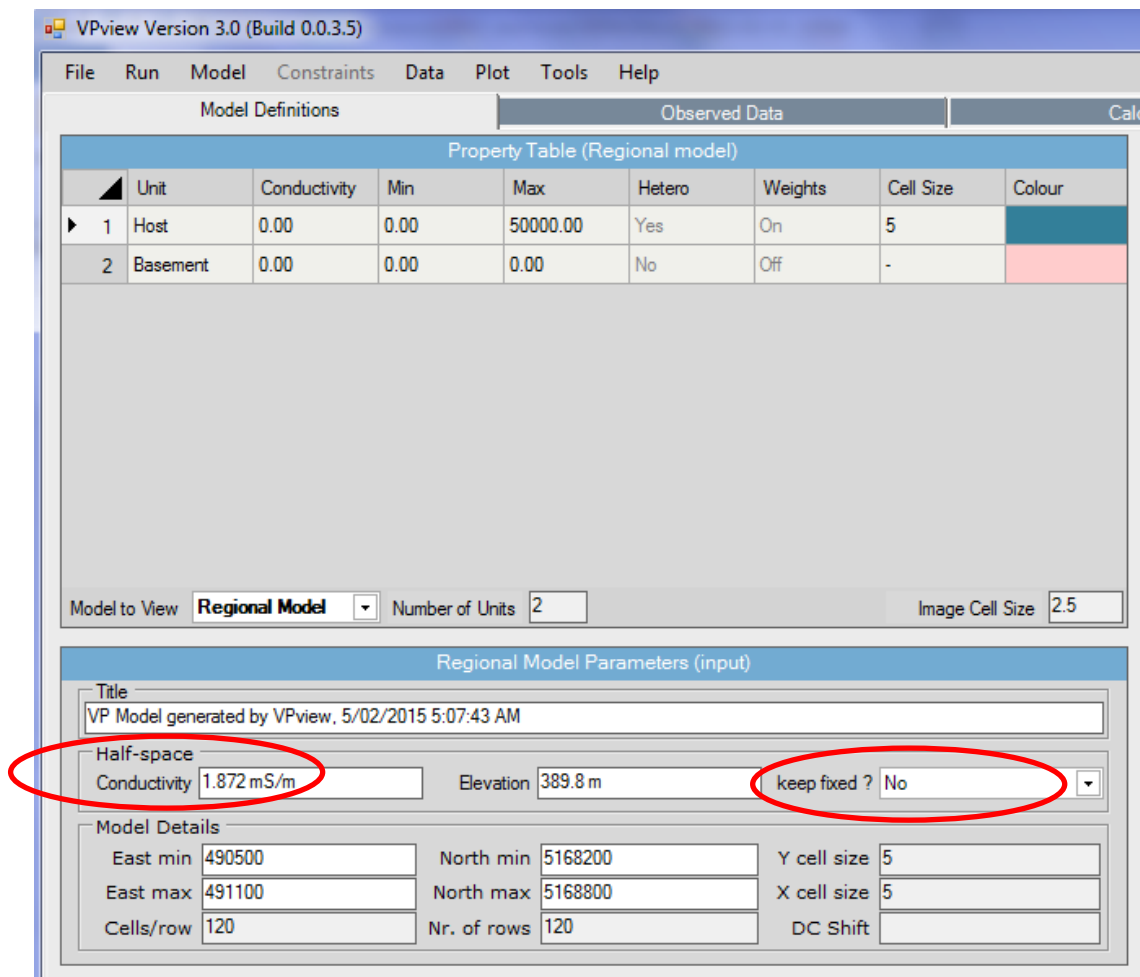 VPview Version 3.0 (Build 0.0.3.5)
File Run Model Constraints Data Plot Tools Help
Model Definitions Observed Data
Property Table (Regional model)
Unit Conductivity Min Max Hetero Weights Cell Size Colour
1 Host 0.00 0.00 50000.00 Yes On 5
2 Basement 0.00 0.00 0.00 No Off -
Model to View Regional Model Number of Units 2 Image Cell Size 2.5
Regional Model Parameters (input)
Title
VP Model generated by VPview, 5/02/2015 5:07:43 AM
Half-space
Conductivity 1.872 mS/m Elevation 389.8 m keep fixed ? No
Model Details
East min 490500 North min 5168200 Y cell size 5
East max 491100 North max 5168800 X cell size 5
Cells/row 120 Nr. of rows 120 DC Shift